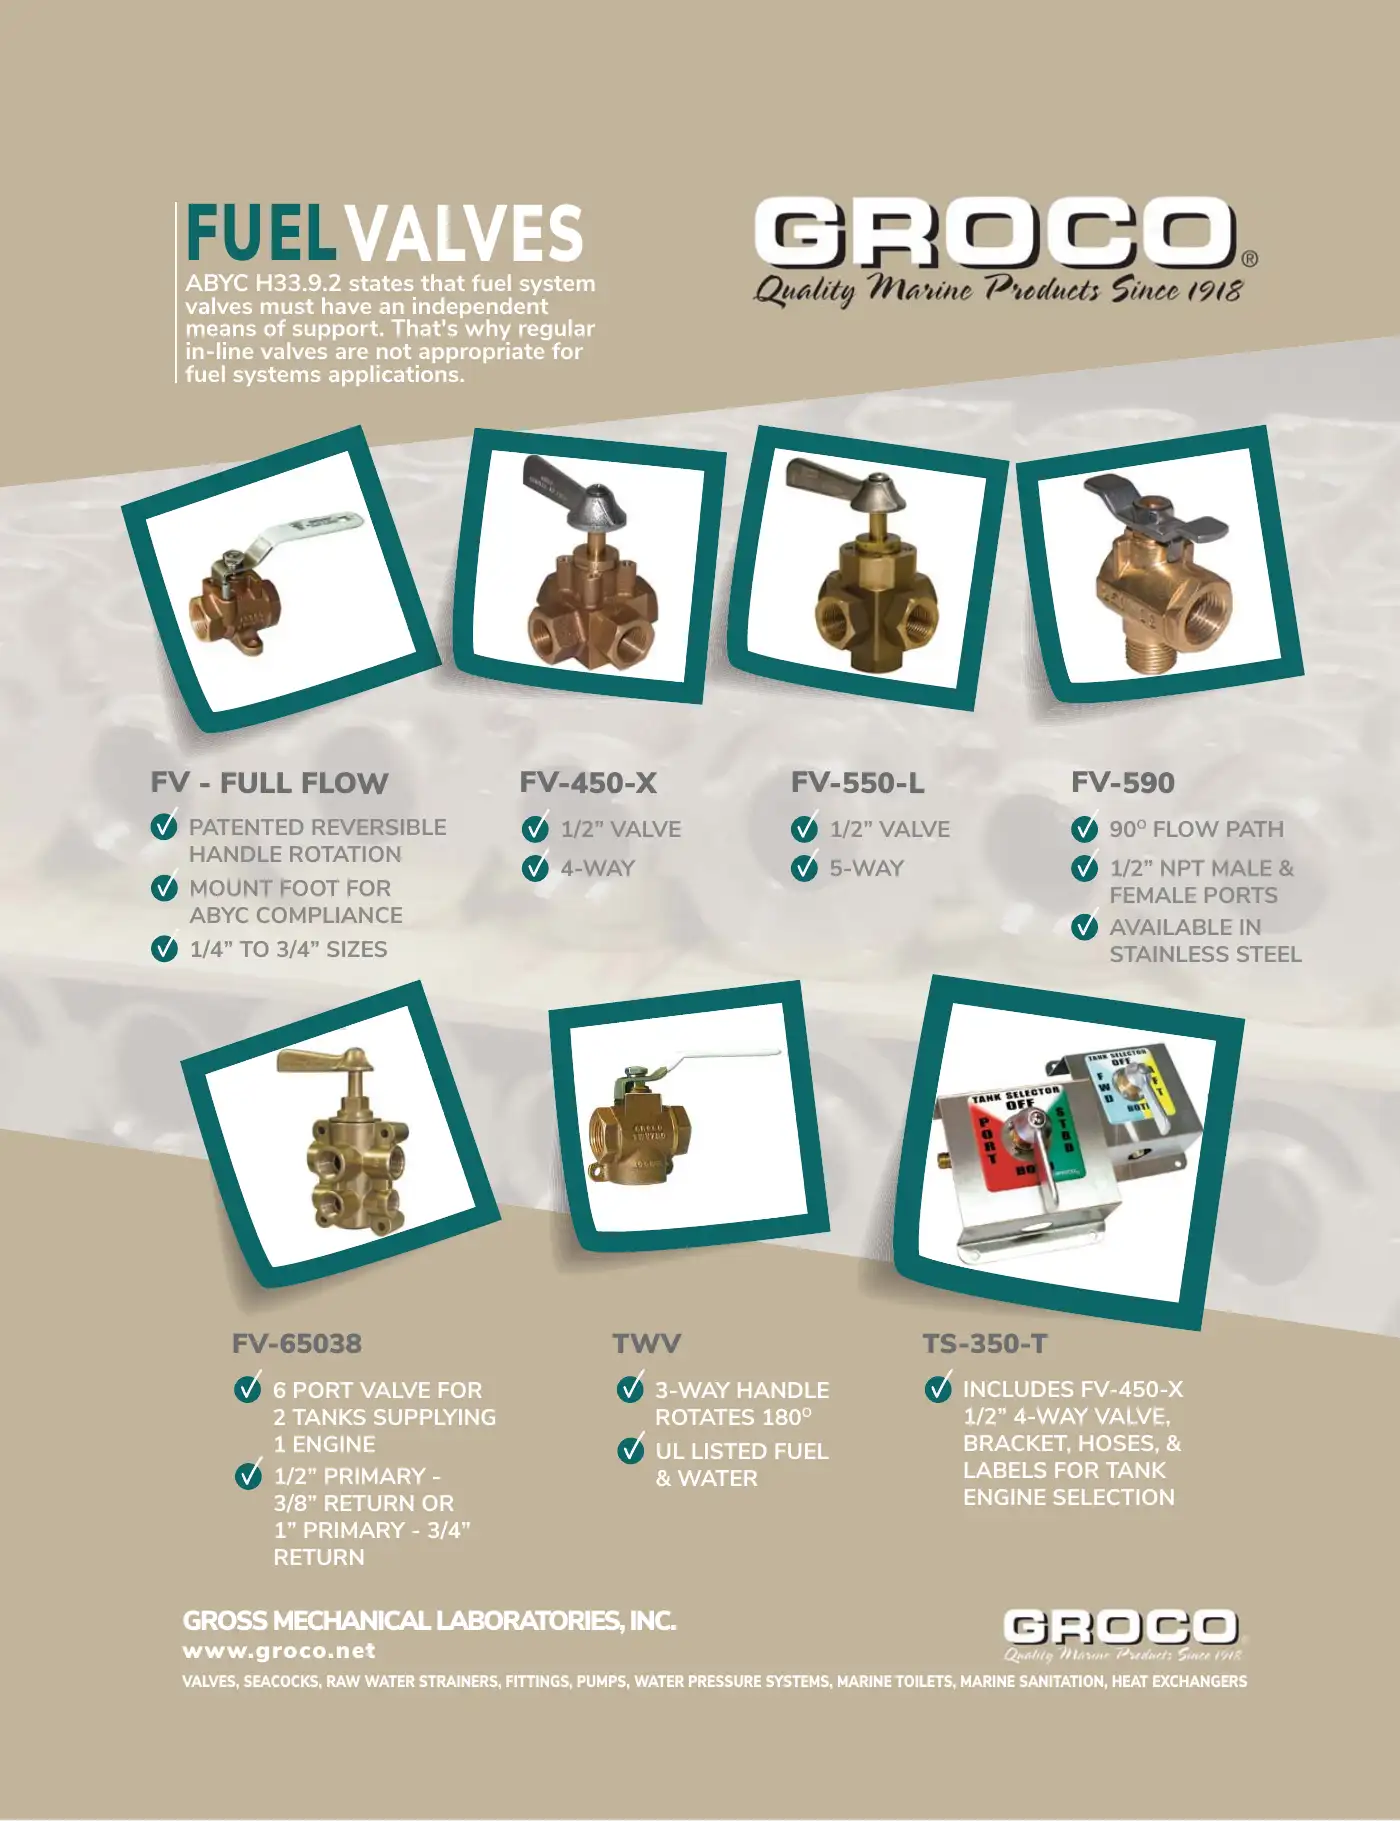 FUEL VALVES
ABYC H33.9.2 states that fuel system
valves must have an independent
means of support. That's why regular
in-line valves are not appropriate for
fuel systems applications.
GROCO®
Quality Marine Products Since 1918
FV - FULL FLOW
PATENTED REVERSIBLE
HANDLE ROTATION
MOUNT FOOT FOR
ABYC COMPLIANCE
1/4” TO 3/4” SIZES
FV-450-X
1/2” VALVE
4-WAY
FV-550-L
1/2” VALVE
5-WAY
FV-590
90° FLOW PATH
1/2” NPT MALE &
FEMALE PORTS
AVAILABLE IN
STAINLESS STEEL
GROCO
TANK SELECTOR
OFF
PORT
STBD
TANK SELECTOR
OFF
FWD
FV-65038
6 PORT VALVE FOR
2 TANKS SUPPLYING
1 ENGINE
1/2” PRIMARY -
3/8” RETURN OR
1” PRIMARY - 3/4”
RETURN
TWV
3-WAY HANDLE
ROTATES 180°
UL LISTED FUEL
& WATER
TS-350-T
INCLUDES FV-450-X
1/2” 4-WAY VALVE,
BRACKET, HOSES, &
LABELS FOR TANK
ENGINE SELECTION
GROSS MECHANICAL LABORATORIES, INC.
www.groco.net
GROCO
Quality Marine Products Since 1918
VALVES, SEACOCKS, RAW WATER STRAINERS, FITTINGS, PUMPS, WATER PRESSURE SYSTEMS, MARINE TOILETS, MARINE SANITATION, HEAT EXCHANGERS